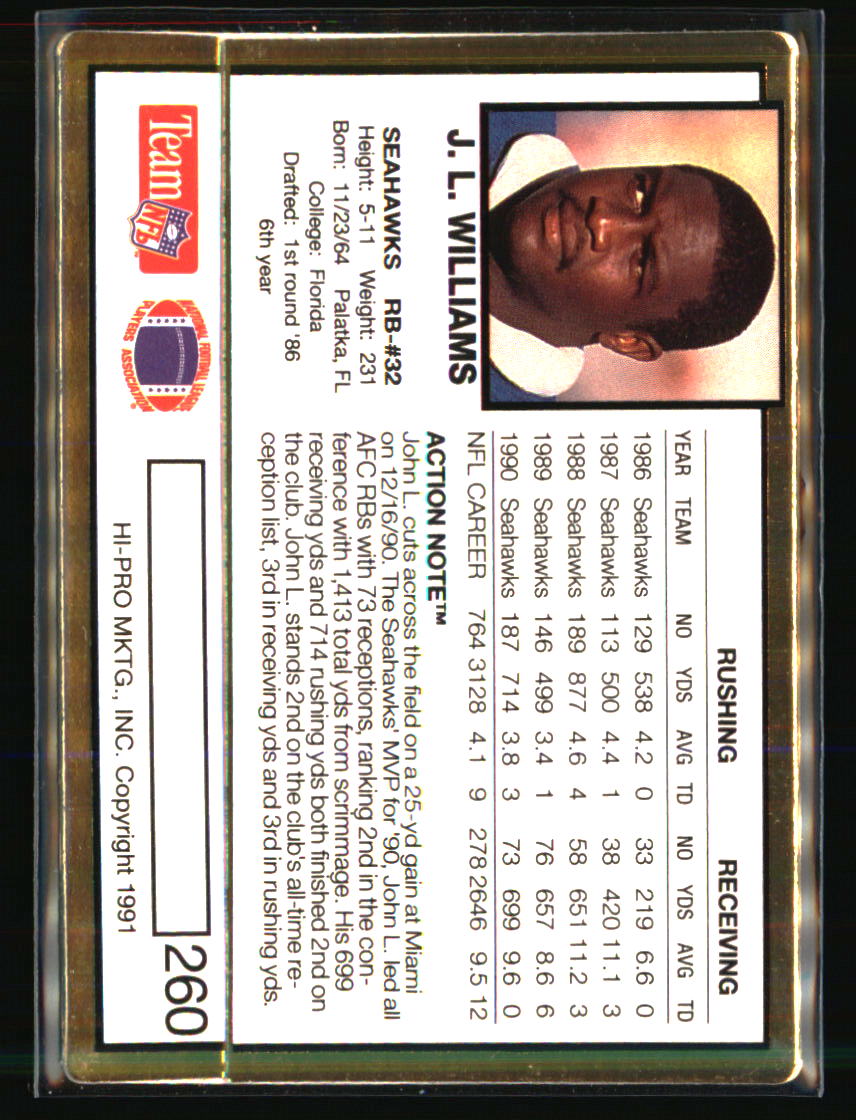 J. L. WILLIAMS
SEAHAWKS RB-#32
Height: 5-11 Weight: 231
Born: 11/23/64 Palatka, FL
College: Florida
Drafted: 1st round '86
6th year
RUSHING RECEIVING
YEAR TEAM NO YDS AVG TD NO YDS AVG TD
1986 Seahawks 129 538 4.2 0 33 219 6.6 0
1987 Seahawks 113 500 4.4 1 38 420 11.1 3
1988 Seahawks 189 877 4.6 4 58 651 11.2 3
1989 Seahawks 146 499 3.4 1 76 657 8.6 6
1990 Seahawks 187 714 3.8 3 73 699 9.6 0
NFL CAREER 764 3128 4.1 9 278 2646 9.5 12
ACTION NOTE™
John L. cuts across the field on a 25-yd gain at Miami
on 12/16/90. The Seahawks' MVP for '90, John L. led all
AFC RBs with 73 receptions, ranking 2nd in the con-
ference with 1,413 total yds from scrimmage. His 699
receiving yds and 714 rushing yds both finished 2nd on
the club. John L. stands 2nd on the club's all-time re-
ception list, 3rd in receiving yds and 3rd in rushing yds.
Team NFL™
NATIONAL FOOTBALL LEAGUE
PLAYERS ASSOCIATION®
260
HI-PRO MKTG., INC. Copyright 1991